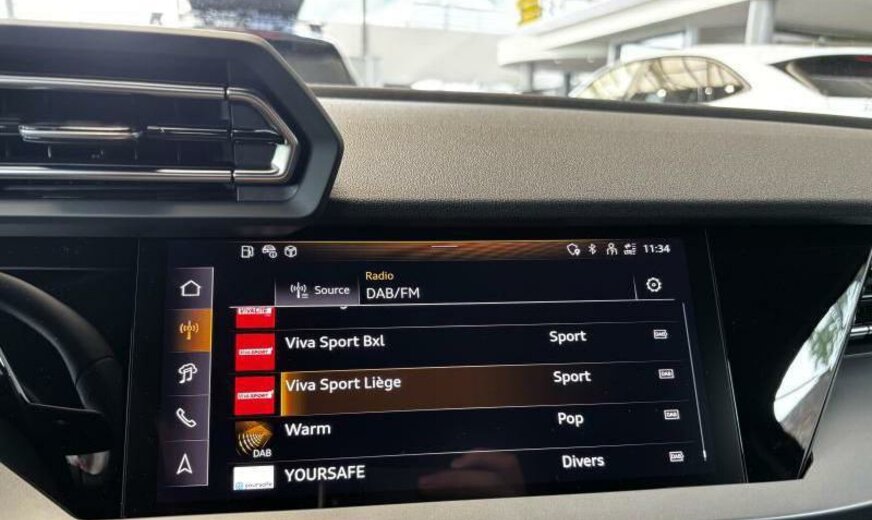 11:34
Radio
Source DAB/FM
Viva Sport Bxl Sport DAB
Viva Sport Liège Sport DAB
Warm Pop DAB
DAB
YOURSAFE Divers DAB
yoursafe